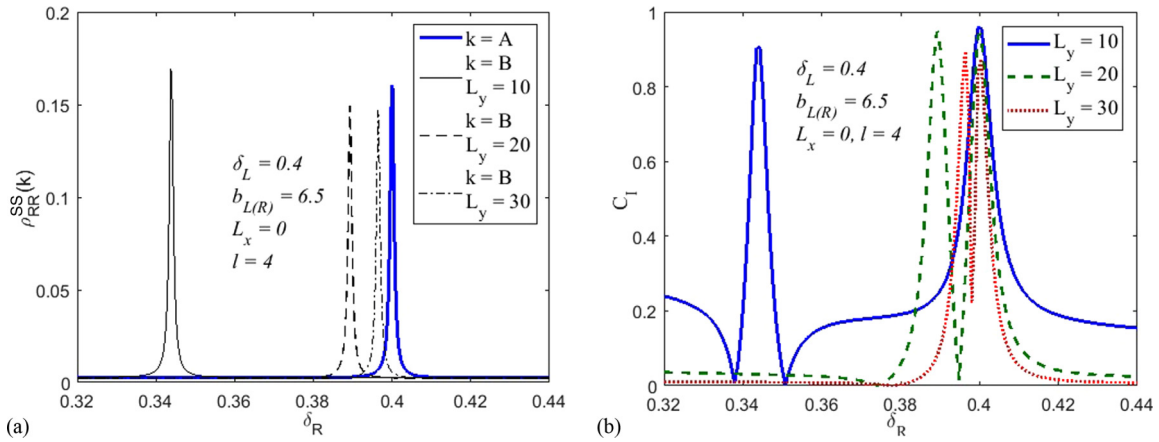 0.2
0.15
0.1
0.05
0
ρ_RR^SS(k)
k = A
k = B
L_y = 10
k = B
L_y = 20
k = B
L_y = 30
δ_L = 0.4
b_L(R) = 6.5
L_x = 0
l = 4
0.32 0.34 0.36 0.38 0.4 0.42 0.44
δ_R
(a)
1
0.8
0.6
0.4
0.2
0
C_I
L_y = 10
L_y = 20
L_y = 30
δ_L = 0.4
b_L(R) = 6.5
L_x = 0, l = 4
0.32 0.34 0.36 0.38 0.4 0.42 0.44
δ_R
(b)